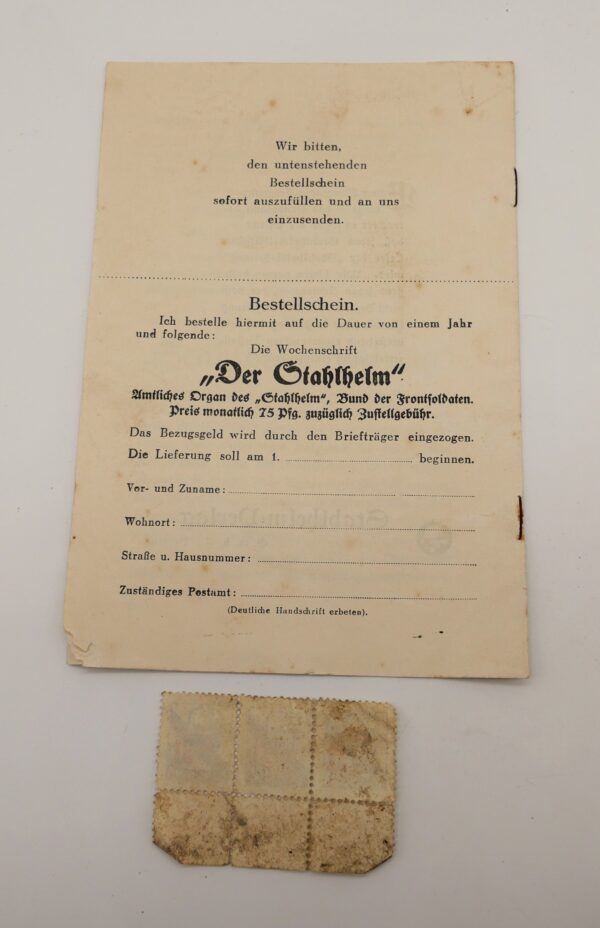 Wir bitten,
den untenstehenden
Bestellschein
sofort auszufüllen und an uns
einzusenden.
Bestellschein.
Ich bestelle hiermit auf die Dauer von einem Jahr
und folgende:
Die Wochenschrift
„Der Stahlhelm“
Amtliches Organ des „Stahlhelm“, Bund der Frontsoldaten.
Preis monatlich 75 Pfg. zuzüglich Zustellgebühr.
Das Bezugsgeld wird durch den Briefträger eingezogen.
Die Lieferung soll am 1. ........................ beginnen.
Vor- und Zuname:
Wohnort:
Straße u. Hausnummer:
Zuständiges Postamt:
(Deutliche Handschrift erbeten).